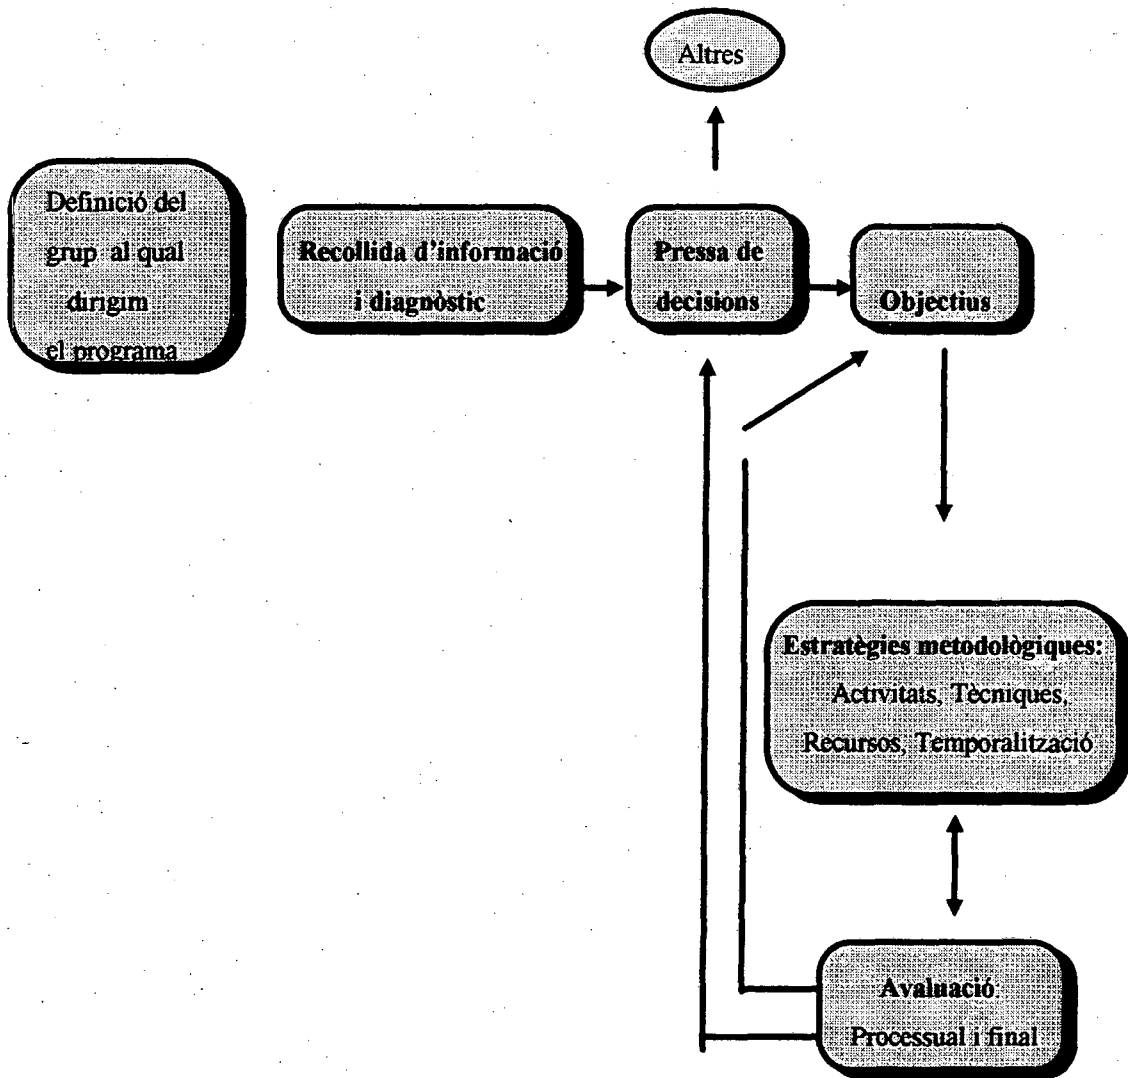 Altres
Definició del
grup al qual
dirigim
el programa
Recollida d'informació
i diagnòstic
Pressa de
decisions
Objectius
Estratègies metodològiques:
Activitats, Tècniques,
Recursos, Temporalització
Avaluació:
Processual i final